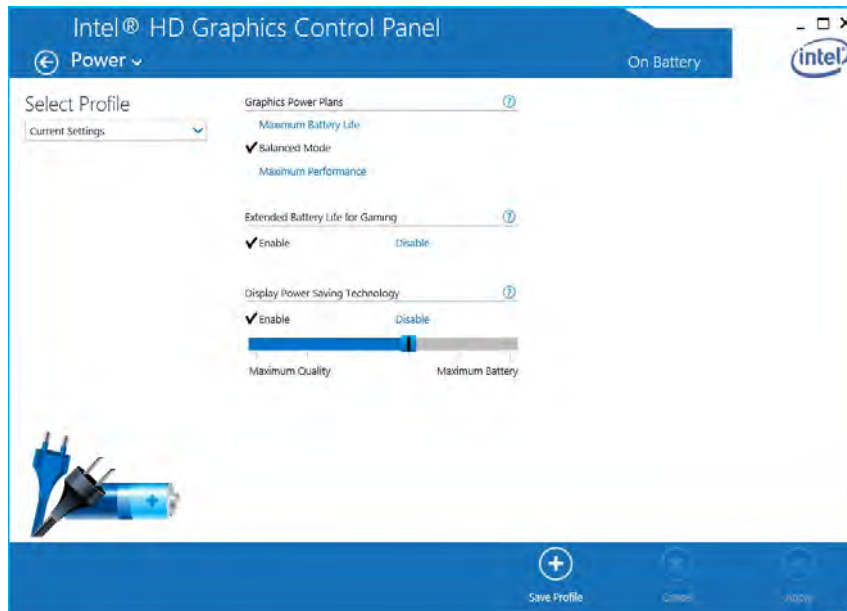 Intel® HD Graphics Control Panel
Power
On Battery
intel
Select Profile
Current Settings
Graphics Power Plans
?
Maximum Battery Life
Balanced Mode
Maximum Performance
Extended Battery Life for Gaming
?
Enable Disable
Display Power Saving Technology
?
Enable Disable
Maximum Quality Maximum Battery
Save Profile
Cancel
Apply